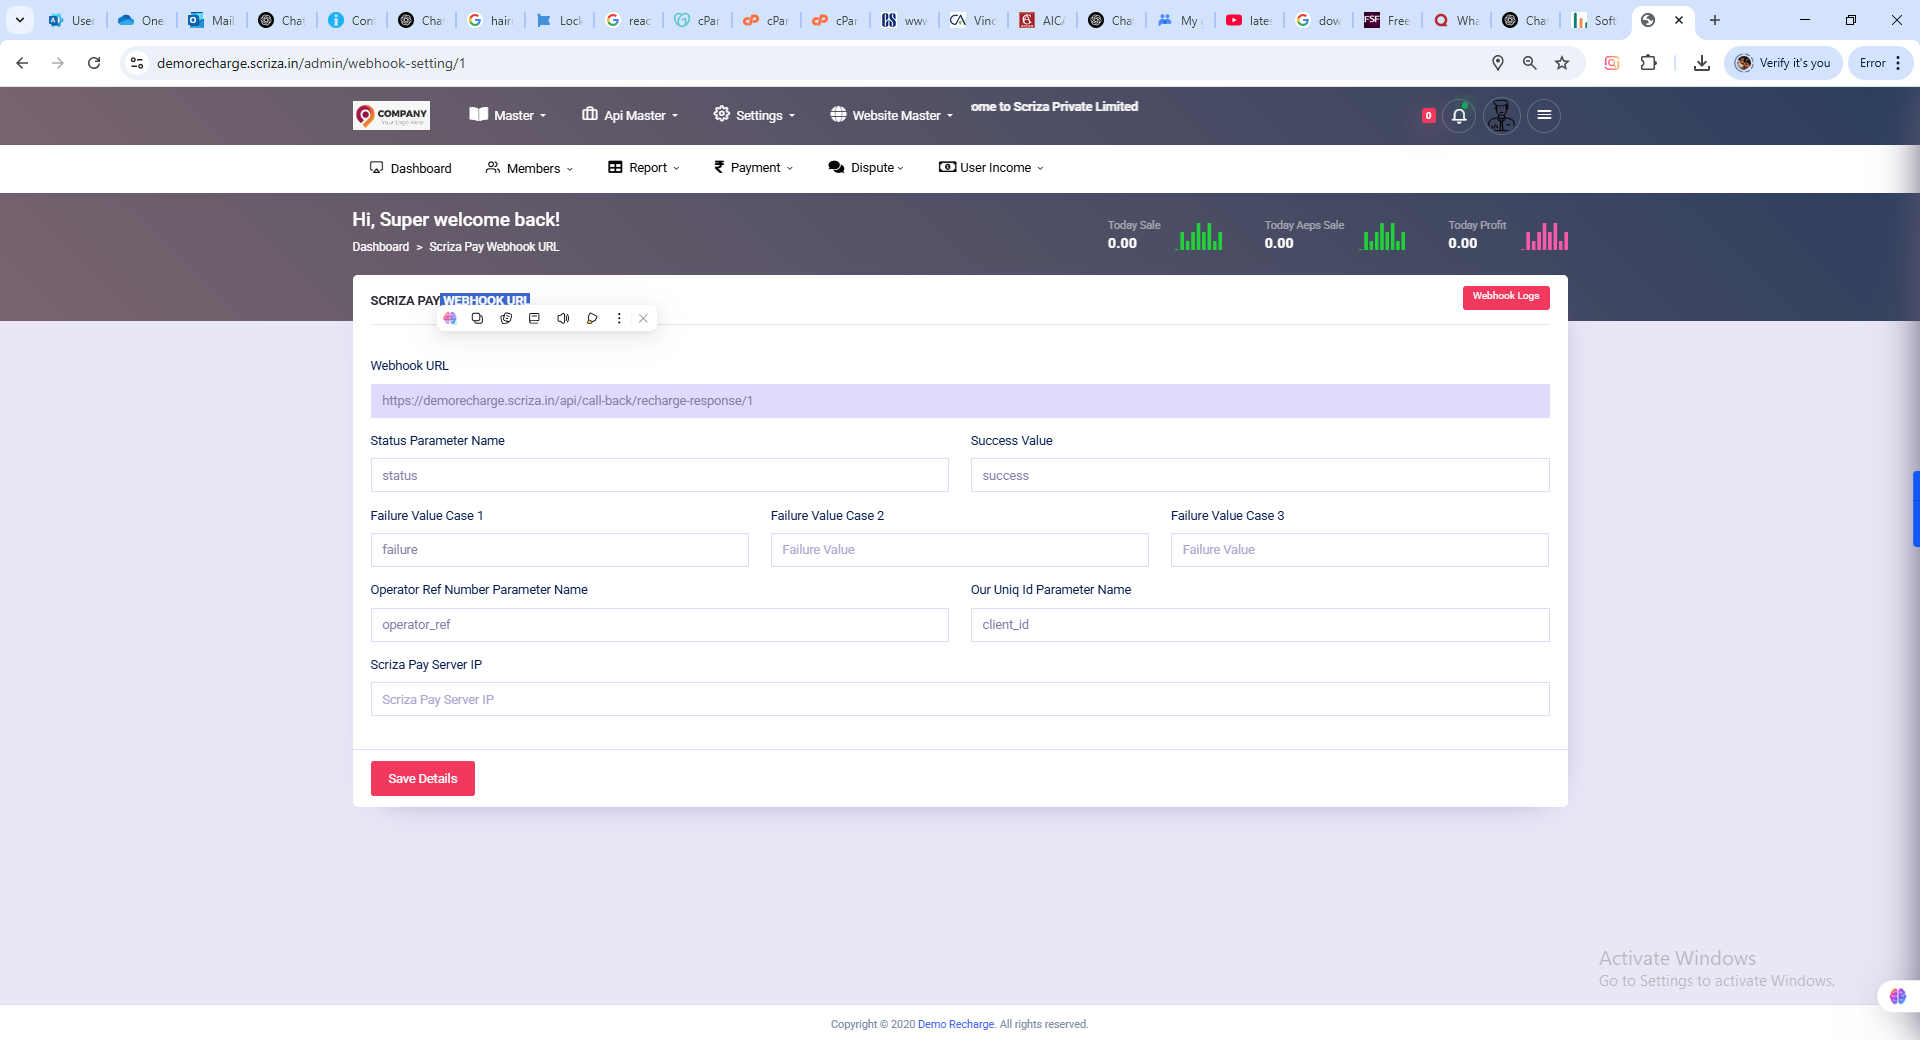 User
One
Mail
Chat
Con
Chat
hair
Lock
reac
cPar
cPar
cPar
www
Vinc
AICA
Chat
My
late
dow
Free
Wha
Chat
Soft
demorecharge.scriza.in/admin/webhook-setting/1
Verify it's you
Error
COMPANY
Your Logo Here
Master
Api Master
Settings
Website Master
ome to Scriza Private Limited
0
Dashboard
Members
Report
Payment
Dispute
User Income
Hi, Super welcome back!
Dashboard > Scriza Pay Webhook URL
Today Sale
0.00
Today Aeps Sale
0.00
Today Profit
0.00
SCRIZA PAY WEBHOOK URL
Webhook Logs
Webhook URL
https://demorecharge.scriza.in/api/call-back/recharge-response/1
Status Parameter Name
Success Value
status
success
Failure Value Case 1
Failure Value Case 2
Failure Value Case 3
failure
Failure Value
Failure Value
Operator Ref Number Parameter Name
Our Uniq Id Parameter Name
operator_ref
client_id
Scriza Pay Server IP
Scriza Pay Server IP
Save Details
Activate Windows
Go to Settings to activate Windows.
Copyright © 2020 Demo Recharge. All rights reserved.